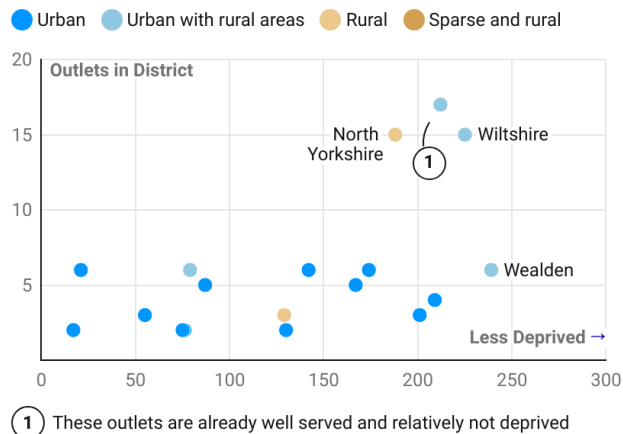 Urban Urban with rural areas Rural Sparse and rural
20
Outlets in District
15
North
Yorkshire
Wiltshire
1
10
5
Wealden
Less Deprived →
0 50 100 150 200 250 300
1 These outlets are already well served and relatively not deprived